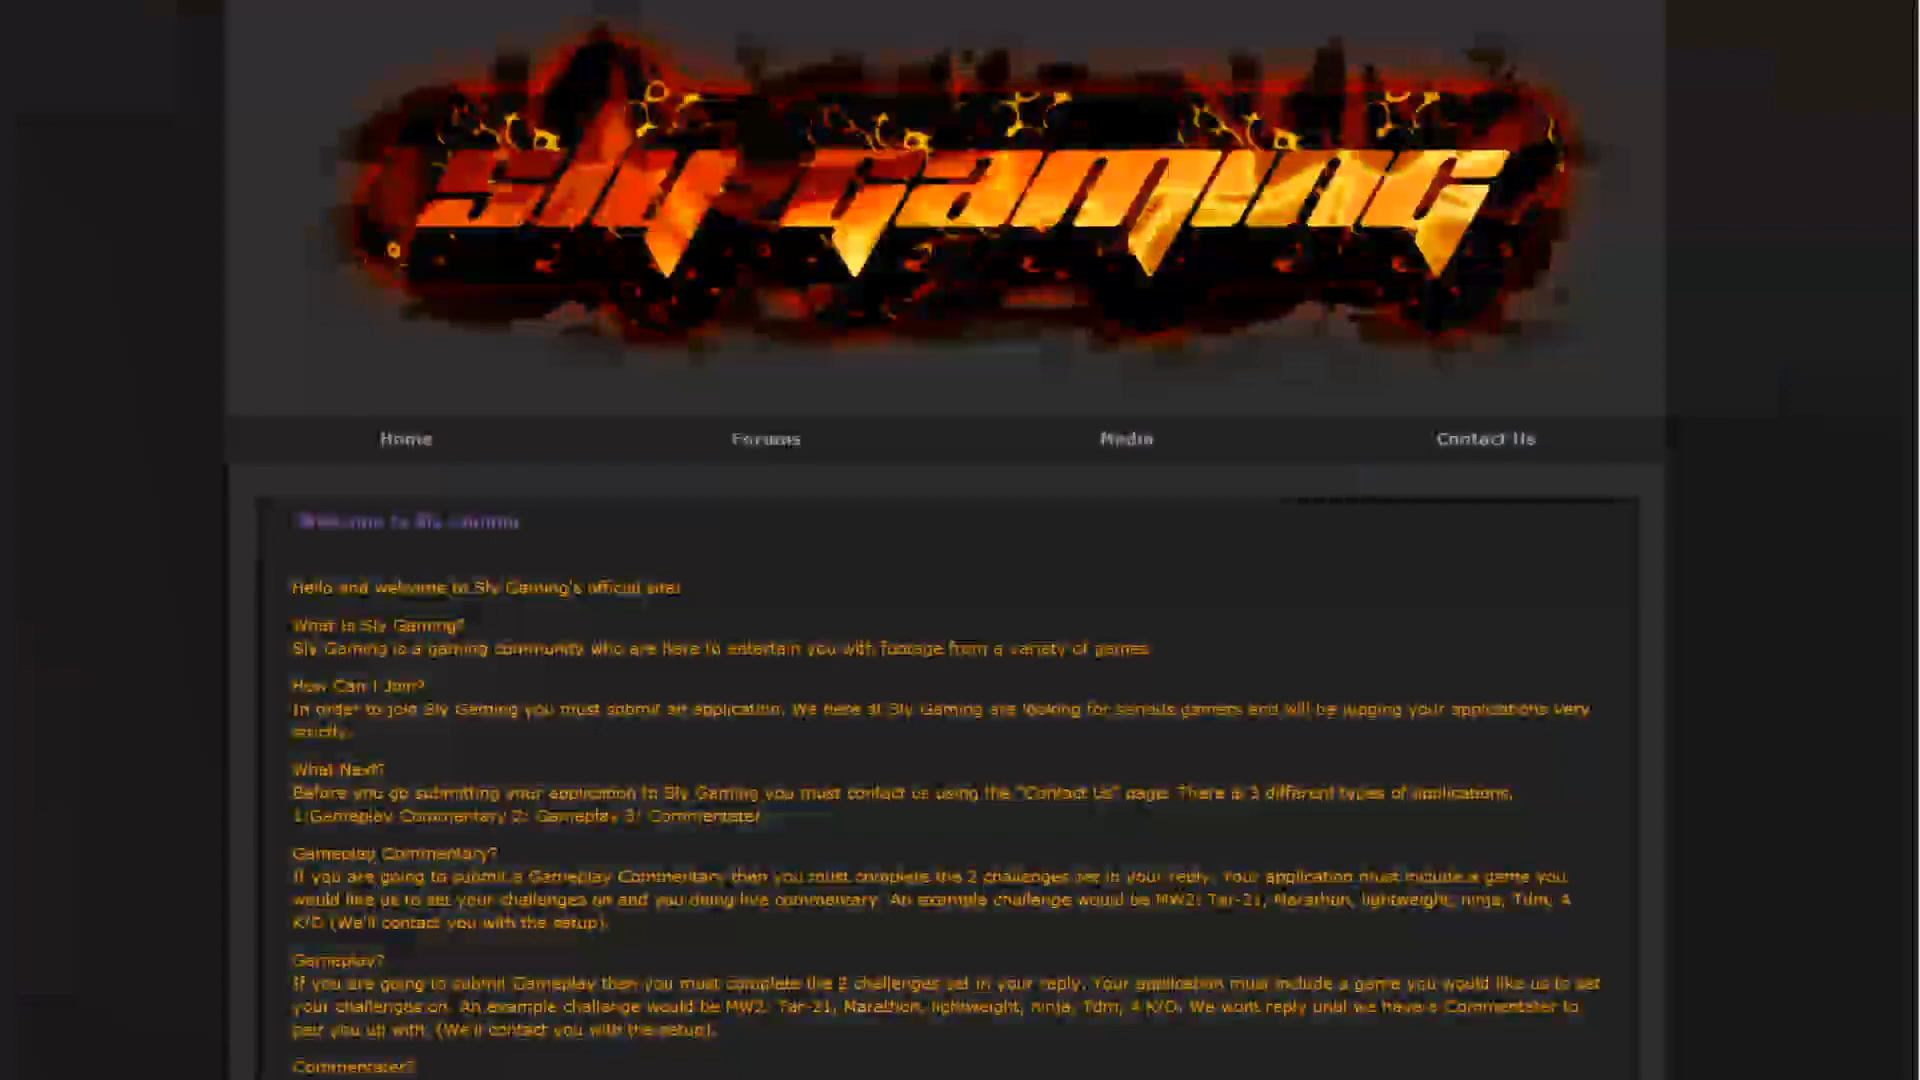 Sly Gaming
Home Forums Media Contact Us
Welcome to Sly Gaming
Hello and welcome to Sly Gaming's official site!
What Is Sly Gaming?
Sly Gaming is a gaming community who are here to entertain you with footage from a variety of games
How Can I Join?
In order to join Sly Gaming you must submit an application. We here at Sly Gaming are looking for serious gamers and will be judging your applications very
strictly.
What Next?
Before you go submitting your application to Sly Gaming you must contact us using the "Contact Us" page. There is 3 different types of applications.
1:Gameplay Commentary 2: Gameplay 3: Commentater
Gameplay Commentary?
If you are going to submit a Gameplay Commentary then you must complete the 2 challenges set in your reply. Your application must include a game you
would like us to set your challenges on and you doing live commentary. An example challenge would be MW2: Tar-21, Marathon, lightweight, ninja, Tdm, 4
K/D (We'll contact you with the setup).
Gameplay?
If you are going to submit Gameplay then you must complete the 2 challenges set in your reply. Your application must include a game you would like us to set
your challenges on. An example challenge would be MW2: Tar-21, Marathon, lightweight, ninja, Tdm, 4 K/D. We wont reply until we have a Commentater to
pair you up with. (We'll contact you with the setup).
Commentater?